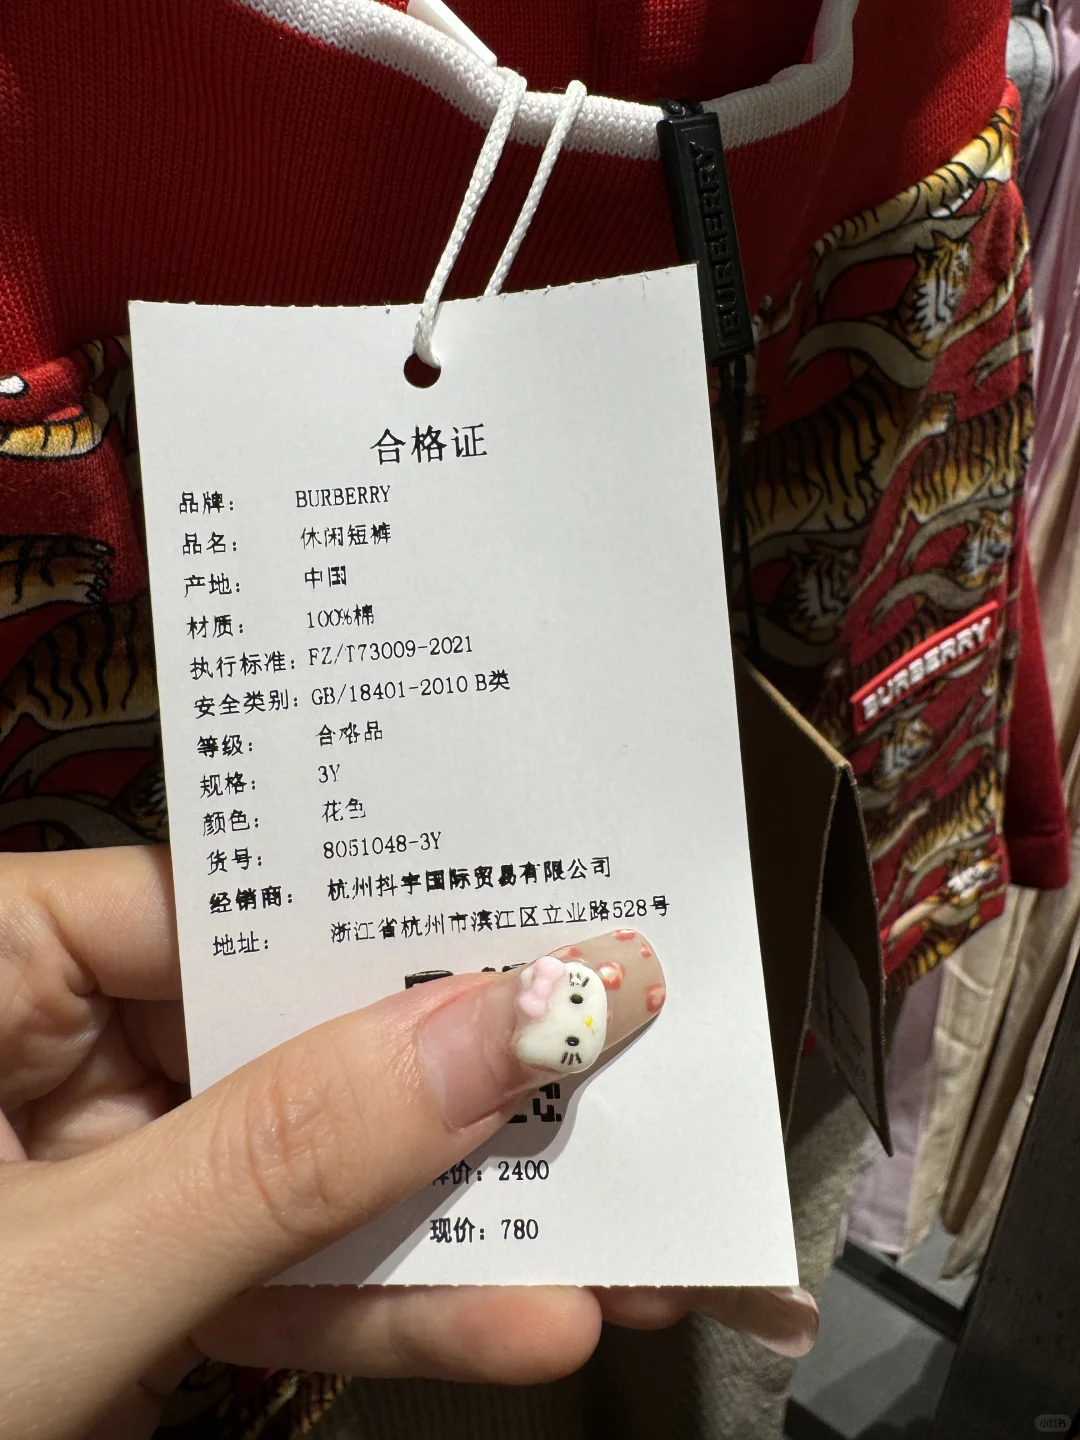 BURBERRY
合格证
品牌： BURBERRY
品名： 休闲短裤
产地： 中国
材质： 100%棉
执行标准：FZ/T73009-2021
安全类别：GB/18401-2010 B类
等级： 合格品
规格： 3Y
颜色： 花色
货号： 8051048-3Y
经销商： 杭州抖宇国际贸易有限公司
地址： 浙江省杭州市滨江区立业路528号
价：2400
现价：780
BURBERRY
小红书